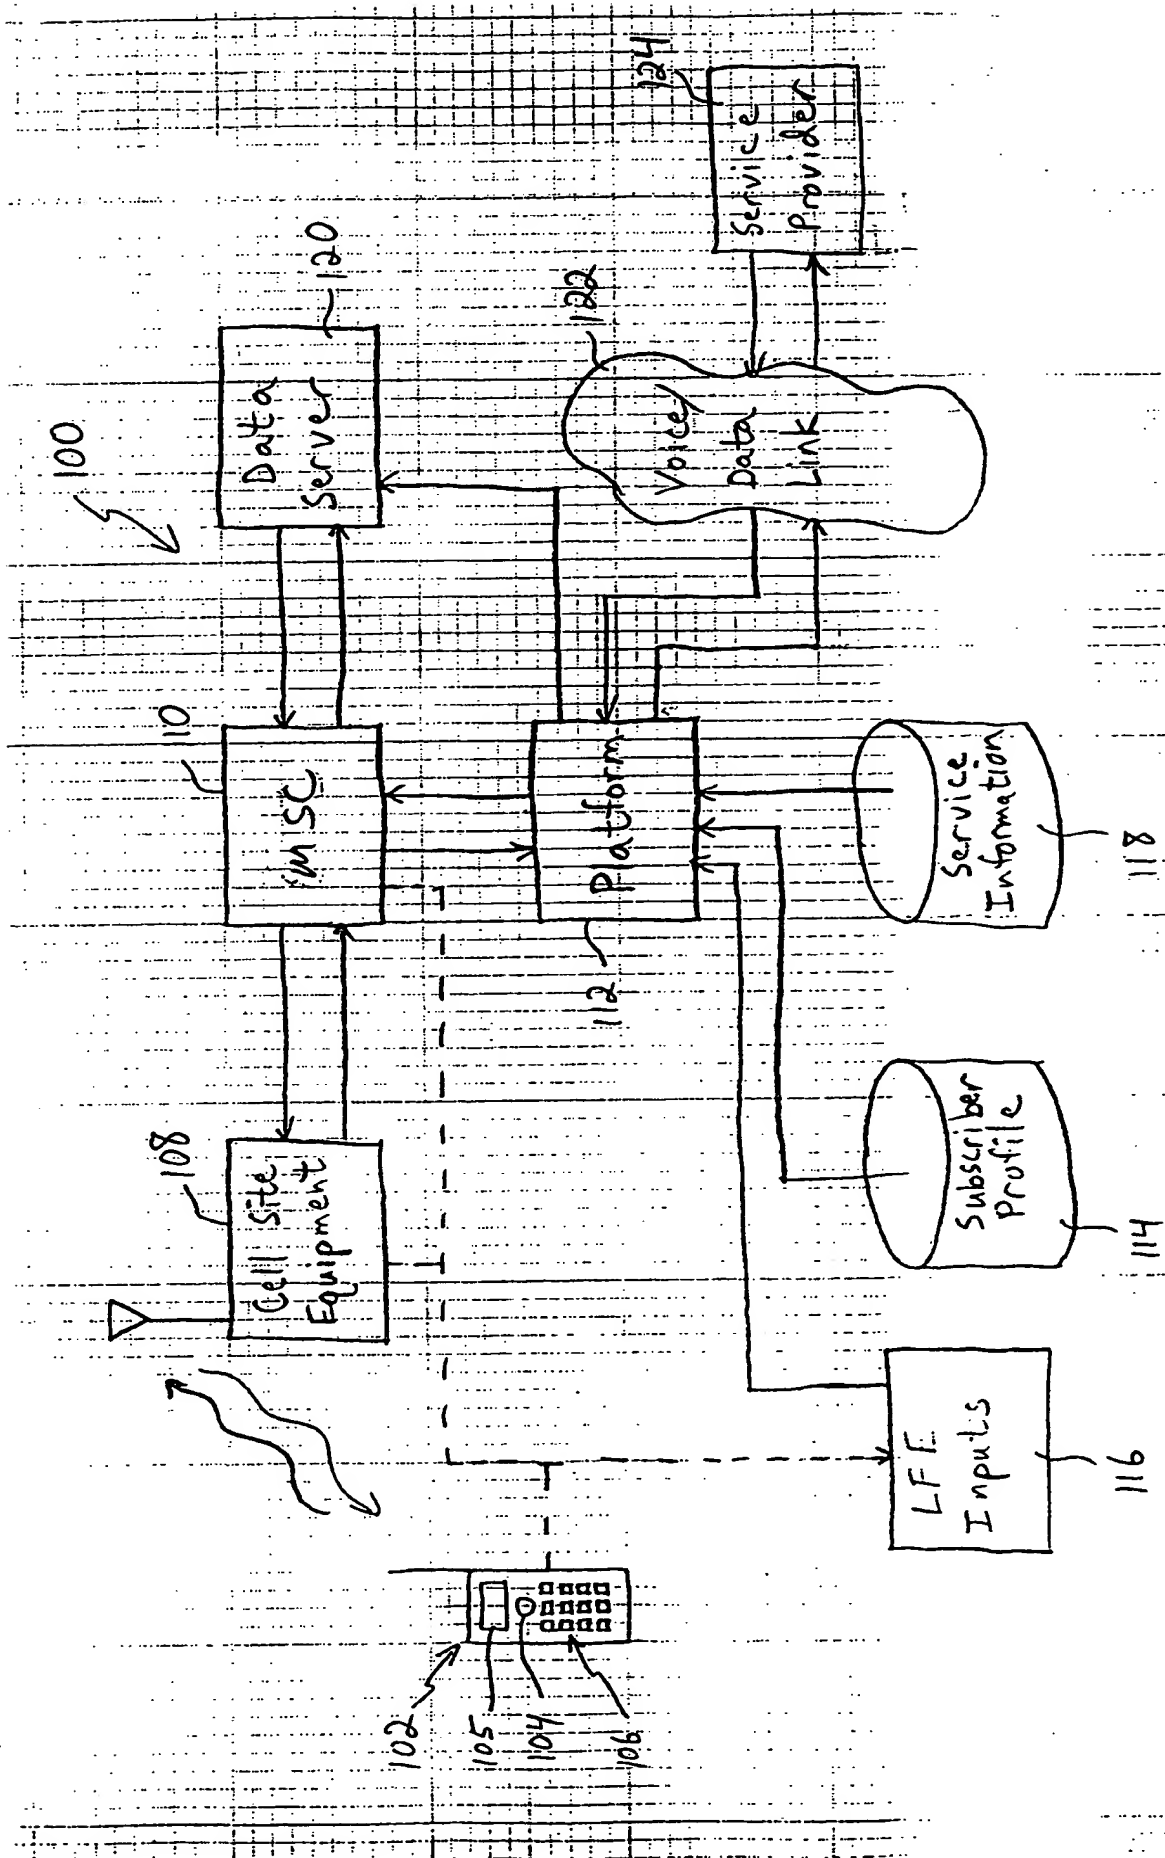 100
108
Cell Site
Equipment
110
MSC
Data
Server
120
102
105
104
106
112
Platform
Voice/
Data
Link
122
124
Service
Provider
LFE
Inputs
116
Subscriber
Profile
114
Service
Information
118